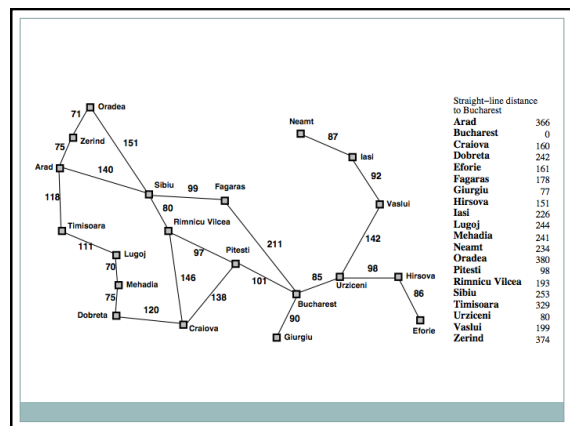 Oradea
71
Neamt
Zerind
87
151
75
Iasi
Arad
140
92
Sibiu
99
Fagaras
118
80
Vaslui
Timisoara
Rimnicu Vilcea
111
211
142
Lugoj
97
Pitesti
70
98
Hirsova
146
85
Mehadia
101
Urziceni
75
138
86
Bucharest
120
Dobreta
90
Craiova
Eforie
Giurgiu
Straight−line distance
to Bucharest
Arad 366
Bucharest 0
Craiova 160
Dobreta 242
Eforie 161
Fagaras 178
Giurgiu 77
Hirsova 151
Iasi 226
Lugoj 244
Mehadia 241
Neamt 234
Oradea 380
Pitesti 98
Rimnicu Vilcea 193
Sibiu 253
Timisoara 329
Urziceni 80
Vaslui 199
Zerind 374